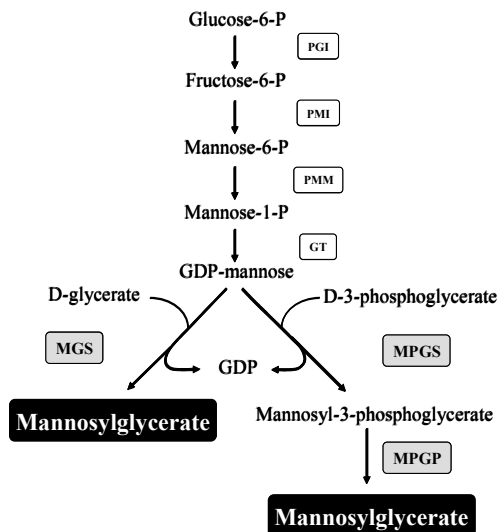 Glucose-6-P
PGI
Fructose-6-P
PMI
Mannose-6-P
PMM
Mannose-1-P
GT
GDP-mannose
D-glycerate
D-3-phosphoglycerate
MGS
GDP
MPGS
Mannosylglycerate
Mannosyl-3-phosphoglycerate
MPGP
Mannosylglycerate